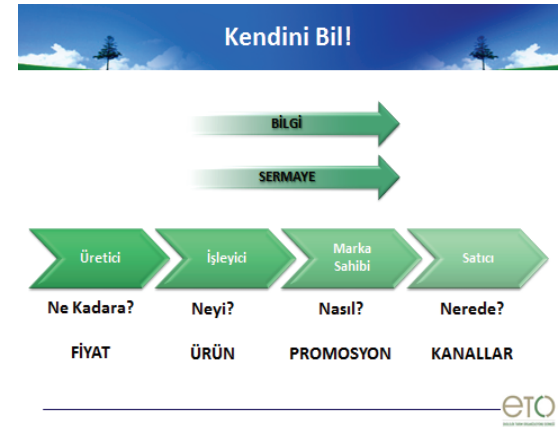 Kendini Bil!
BİLGİ
SERMAYE
Üretici
İşleyici
Marka
Sahibi
Satıcı
Ne Kadara?
Neyi?
Nasıl?
Nerede?
FİYAT
ÜRÜN
PROMOSYON
KANALLAR
eTO